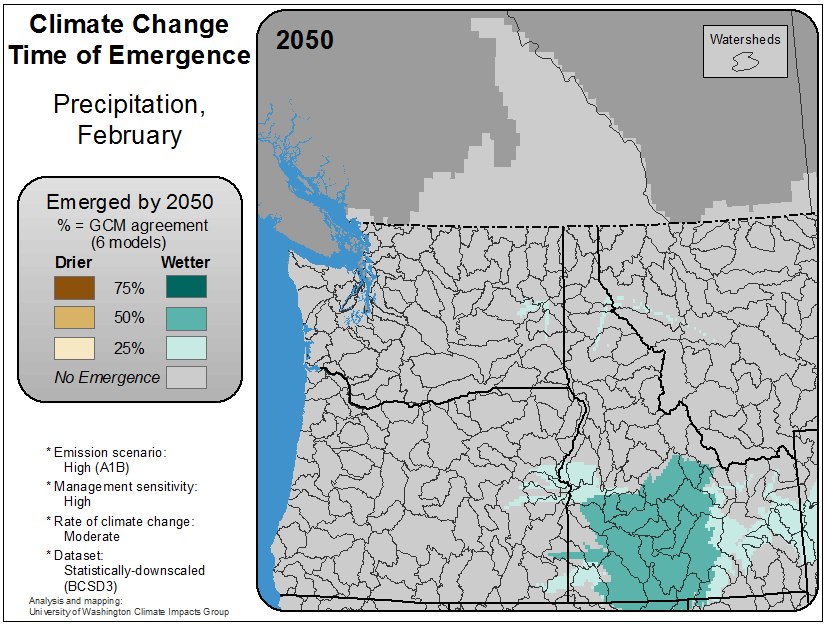 Climate Change
Time of Emergence
Precipitation,
February
Emerged by 2050
% = GCM agreement
(6 models)
Drier Wetter
75%
50%
25%
No Emergence
* Emission scenario:
High (A1B)
* Management sensitivity:
High
* Rate of climate change:
Moderate
* Dataset:
Statistically-downscaled
(BCSD3)
Analysis and mapping:
University of Washington Climate Impacts Group
2050
Watersheds